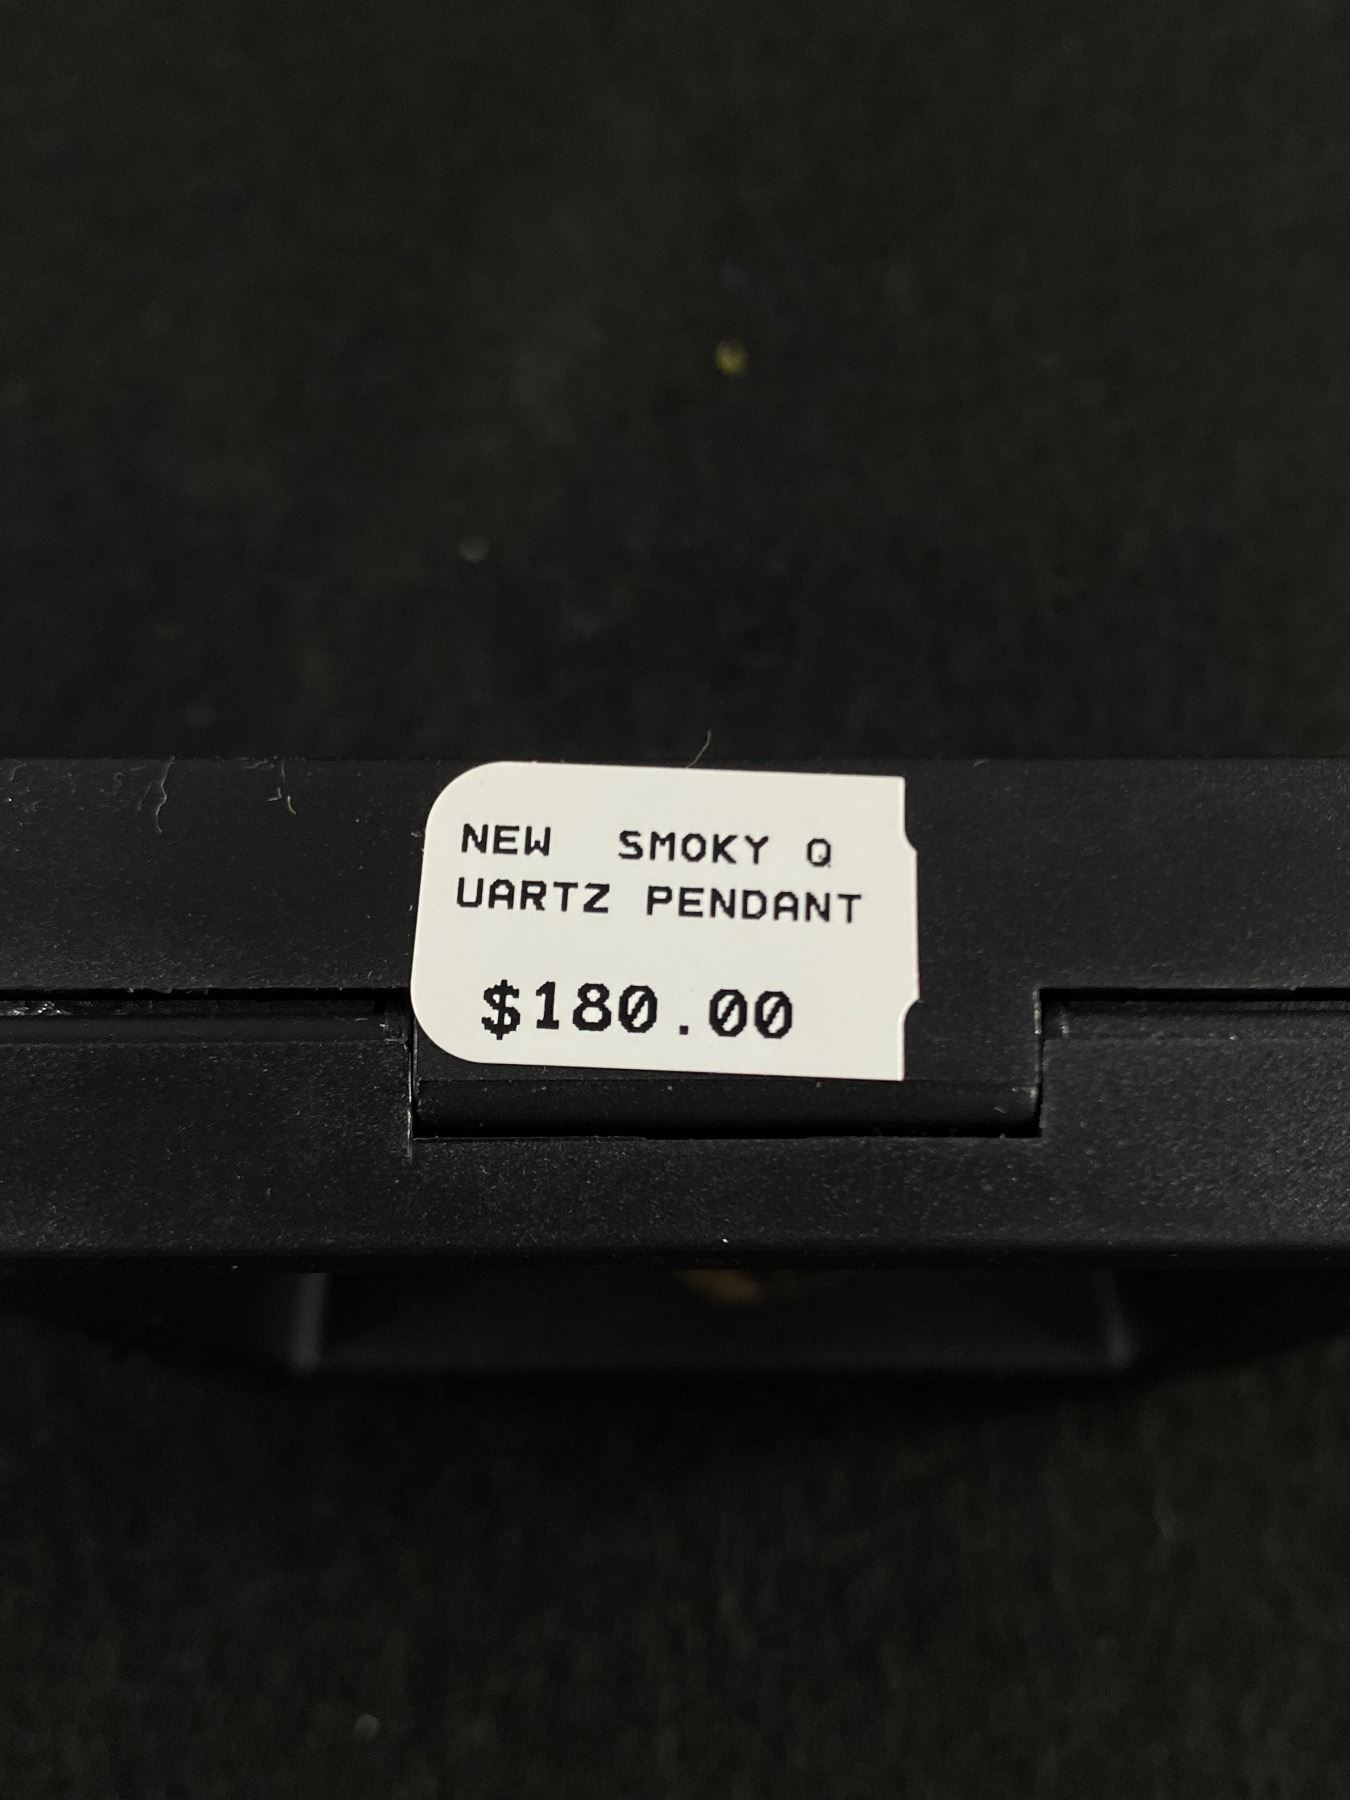 NEW SMOKY Q
UARTZ PENDANT
$180.00